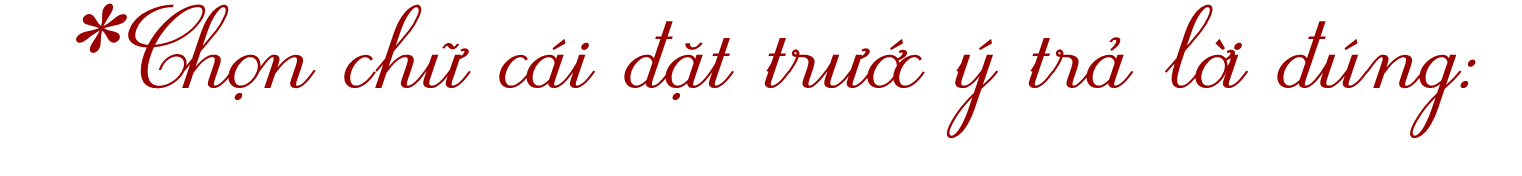 *Chọn chữ cái đặt trước ý trả lời đúng: